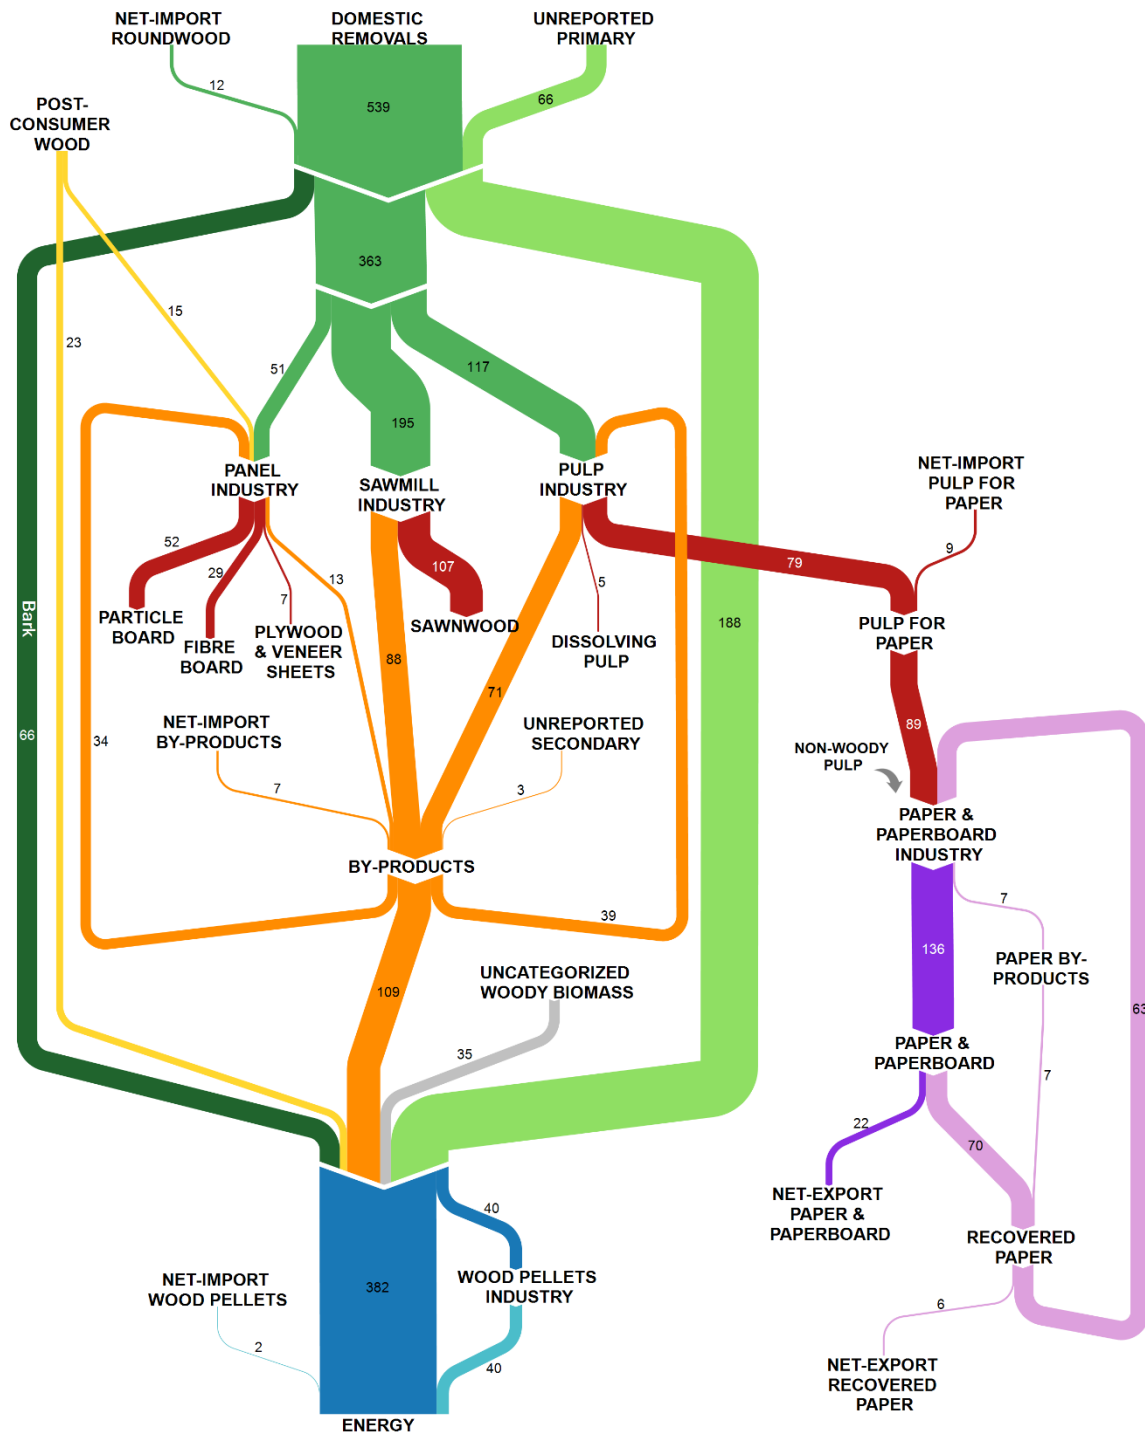 NET-IMPORT
ROUNDWOOD
DOMESTIC
REMOVALS
UNREPORTED
PRIMARY
12
539
66
POST-
CONSUMER
WOOD
363
15
23
51
117
195
PANEL
INDUSTRY
SAWMILL
INDUSTRY
PULP
INDUSTRY
NET-IMPORT
PULP FOR
PAPER
52
29
7
13
107
5
79
9
PARTICLE
BOARD
FIBRE
BOARD
PLYWOOD
& VENEER
SHEETS
SAWNWOOD
DISSOLVING
PULP
188
PULP FOR
PAPER
Bark
66
88
71
34
NET-IMPORT
BY-PRODUCTS
UNREPORTED
SECONDARY
7
3
89
NON-WOODY
PULP
PAPER &
PAPERBOARD
INDUSTRY
BY-PRODUCTS
39
7
136
109
UNCATEGORIZED
WOODY BIOMASS
PAPER BY-
PRODUCTS
63
35
PAPER &
PAPERBOARD
7
22
70
NET-EXPORT
PAPER &
PAPERBOARD
RECOVERED
PAPER
40
NET-IMPORT
WOOD PELLETS
382
WOOD PELLETS
INDUSTRY
6
2
40
NET-EXPORT
RECOVERED
PAPER
ENERGY